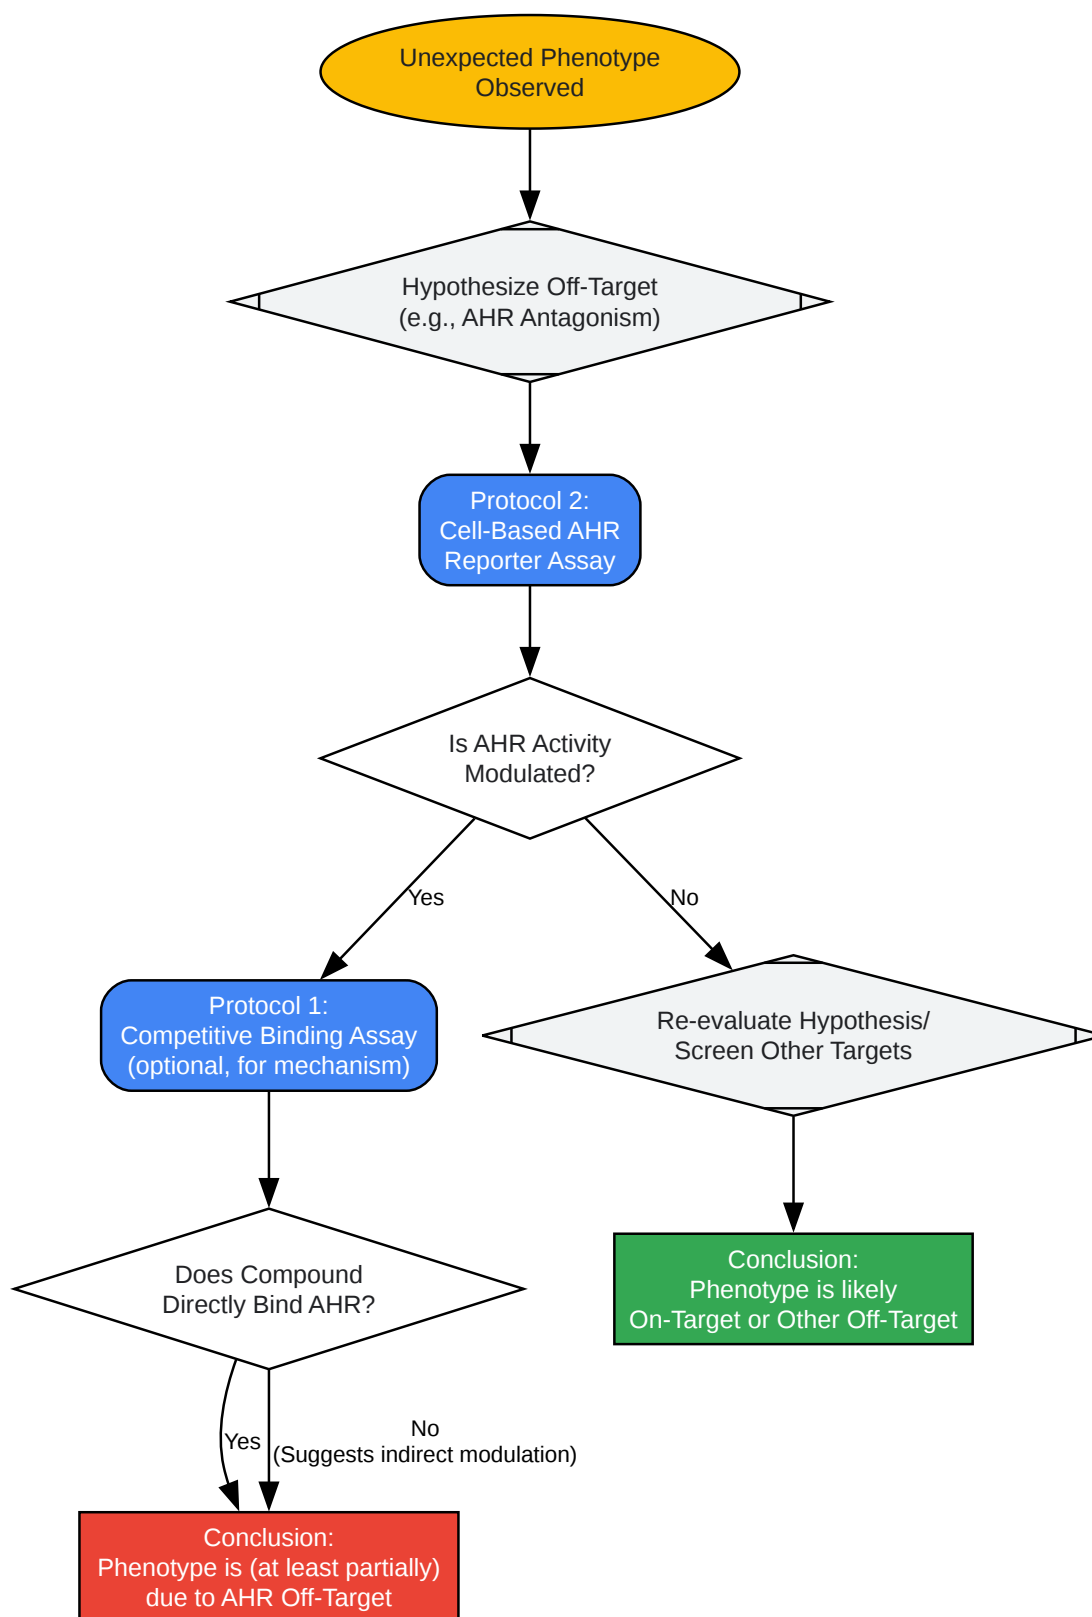 Unexpected Phenotype
Observed
Hypothesize Off-Target
(e.g., AHR Antagonism)
Protocol 2:
Cell-Based AHR
Reporter Assay
Is AHR Activity
Modulated?
Yes
No
Protocol 1:
Competitive Binding Assay
(optional, for mechanism)
Re-evaluate Hypothesis/
Screen Other Targets
Does Compound
Directly Bind AHR?
Conclusion:
Phenotype is likely
On-Target or Other Off-Target
Yes
No
(Suggests indirect modulation)
Conclusion:
Phenotype is (at least partially)
due to AHR Off-Target